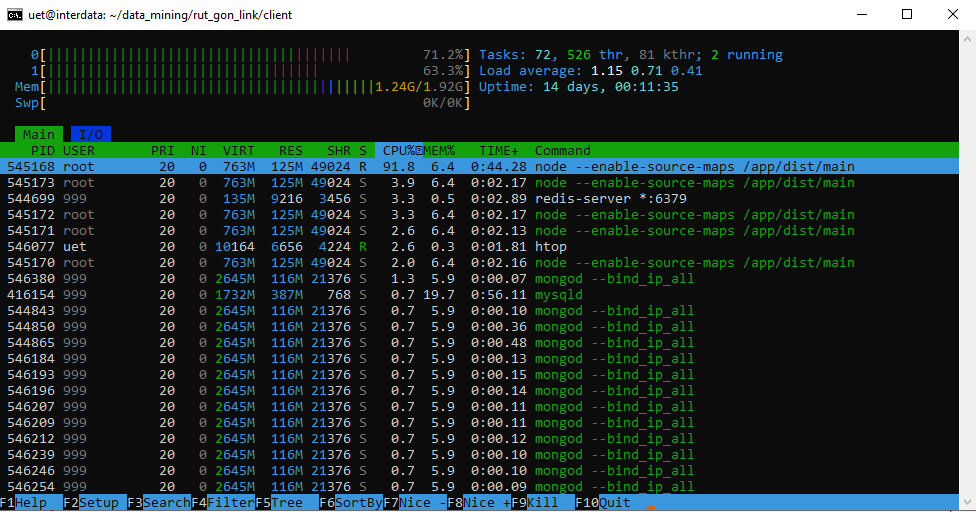 uet@interdata: ~/data_mining/rut_gon_link/client
0[||||||||||||||||||||||||||||||||||||||| 71.2%] Tasks: 72, 526 thr, 81 kthr; 2 running
1[||||||||||||||||||||||||||||||||||| 63.3%] Load average: 1.15 0.71 0.41
Mem[|||||||||||||||||||||||||||||||||||||||||1.24G/1.92G] Uptime: 14 days, 00:11:35
Swp[ 0K/0K]
Main I/O
PID USER PRI NI VIRT RES SHR S CPU% MEM% TIME+ Command
545168 root 20 0 763M 125M 49024 R 91.8 6.4 0:44.28 node --enable-source-maps /app/dist/main
545173 root 20 0 763M 125M 49024 S 3.9 6.4 0:02.17 node --enable-source-maps /app/dist/main
544699 999 20 0 135M 9216 3456 S 3.3 0.5 0:02.89 redis-server *:6379
545172 root 20 0 763M 125M 49024 S 3.3 6.4 0:02.17 node --enable-source-maps /app/dist/main
545171 root 20 0 763M 125M 49024 S 2.6 6.4 0:02.13 node --enable-source-maps /app/dist/main
546077 uet 20 0 10164 6656 4224 R 2.6 0.3 0:01.81 htop
545170 root 20 0 763M 125M 49024 S 2.0 6.4 0:02.16 node --enable-source-maps /app/dist/main
546380 999 20 0 2645M 116M 21376 S 1.3 5.9 0:00.07 mongod --bind_ip_all
416154 999 20 0 1732M 387M 768 S 0.7 19.7 0:56.11 mysqld
544843 999 20 0 2645M 116M 21376 S 0.7 5.9 0:00.10 mongod --bind_ip_all
544850 999 20 0 2645M 116M 21376 S 0.7 5.9 0:00.36 mongod --bind_ip_all
544865 999 20 0 2645M 116M 21376 S 0.7 5.9 0:00.48 mongod --bind_ip_all
546184 999 20 0 2645M 116M 21376 S 0.7 5.9 0:00.13 mongod --bind_ip_all
546193 999 20 0 2645M 116M 21376 S 0.7 5.9 0:00.15 mongod --bind_ip_all
546196 999 20 0 2645M 116M 21376 S 0.7 5.9 0:00.14 mongod --bind_ip_all
546207 999 20 0 2645M 116M 21376 S 0.7 5.9 0:00.11 mongod --bind_ip_all
546209 999 20 0 2645M 116M 21376 S 0.7 5.9 0:00.11 mongod --bind_ip_all
546212 999 20 0 2645M 116M 21376 S 0.7 5.9 0:00.12 mongod --bind_ip_all
546239 999 20 0 2645M 116M 21376 S 0.7 5.9 0:00.10 mongod --bind_ip_all
546246 999 20 0 2645M 116M 21376 S 0.7 5.9 0:00.10 mongod --bind_ip_all
546254 999 20 0 2645M 116M 21376 S 0.7 5.9 0:00.09 mongod --bind_ip_all
F1Help F2Setup F3SearchF4FilterF5Tree F6SortByF7Nice -F8Nice +F9Kill F10Quit